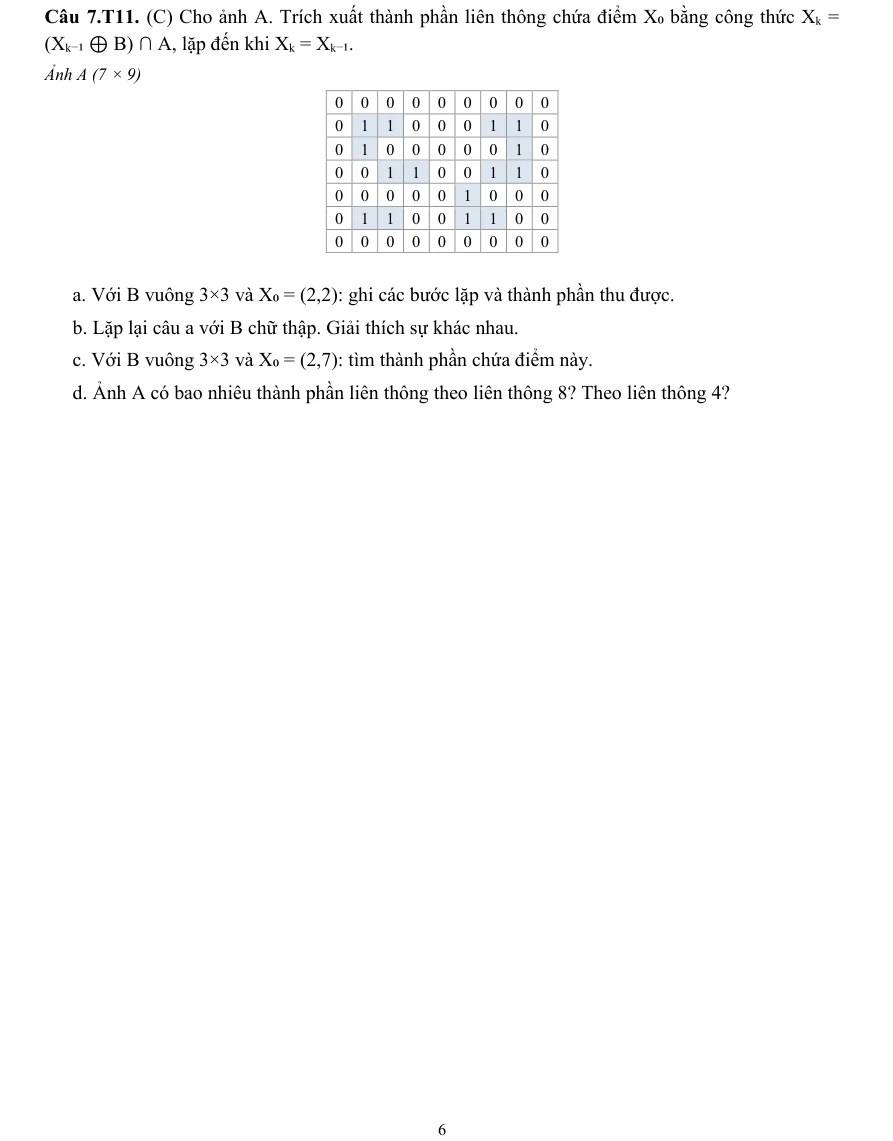 Câu 7.T11. (C) Cho ảnh A. Trích xuất thành phần liên thông chứa điểm X₀ bằng công thức Xₖ =
(Xₖ₋₁ ⊕ B) ∩ A, lặp đến khi Xₖ = Xₖ₋₁.
Ảnh A (7 × 9)
0 0 0 0 0 0 0 0 0
0 1 1 0 0 0 1 1 0
0 1 0 0 0 0 0 1 0
0 0 1 1 0 0 1 1 0
0 0 0 0 0 1 0 0 0
0 1 1 0 0 1 1 0 0
0 0 0 0 0 0 0 0 0
a. Với B vuông 3×3 và X₀ = (2,2): ghi các bước lặp và thành phần thu được.
b. Lặp lại câu a với B chữ thập. Giải thích sự khác nhau.
c. Với B vuông 3×3 và X₀ = (2,7): tìm thành phần chứa điểm này.
d. Ảnh A có bao nhiêu thành phần liên thông theo liên thông 8? Theo liên thông 4?
6